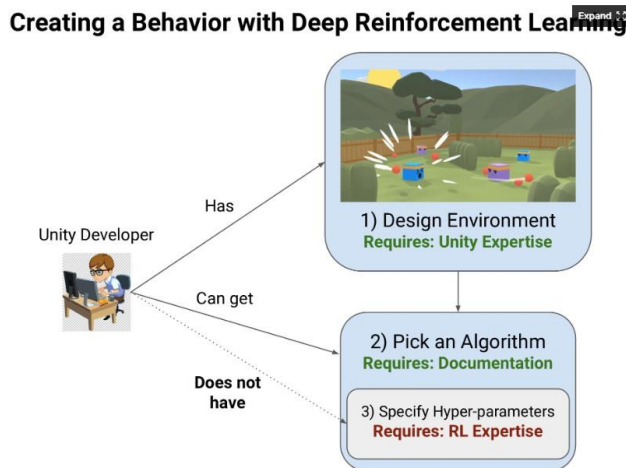 Creating a Behavior with Deep Reinforcement Learning
Expand
Has
1) Design Environment
Requires: Unity Expertise
Unity Developer
Can get
2) Pick an Algorithm
Requires: Documentation
Does not
have
3) Specify Hyper-parameters
Requires: RL Expertise